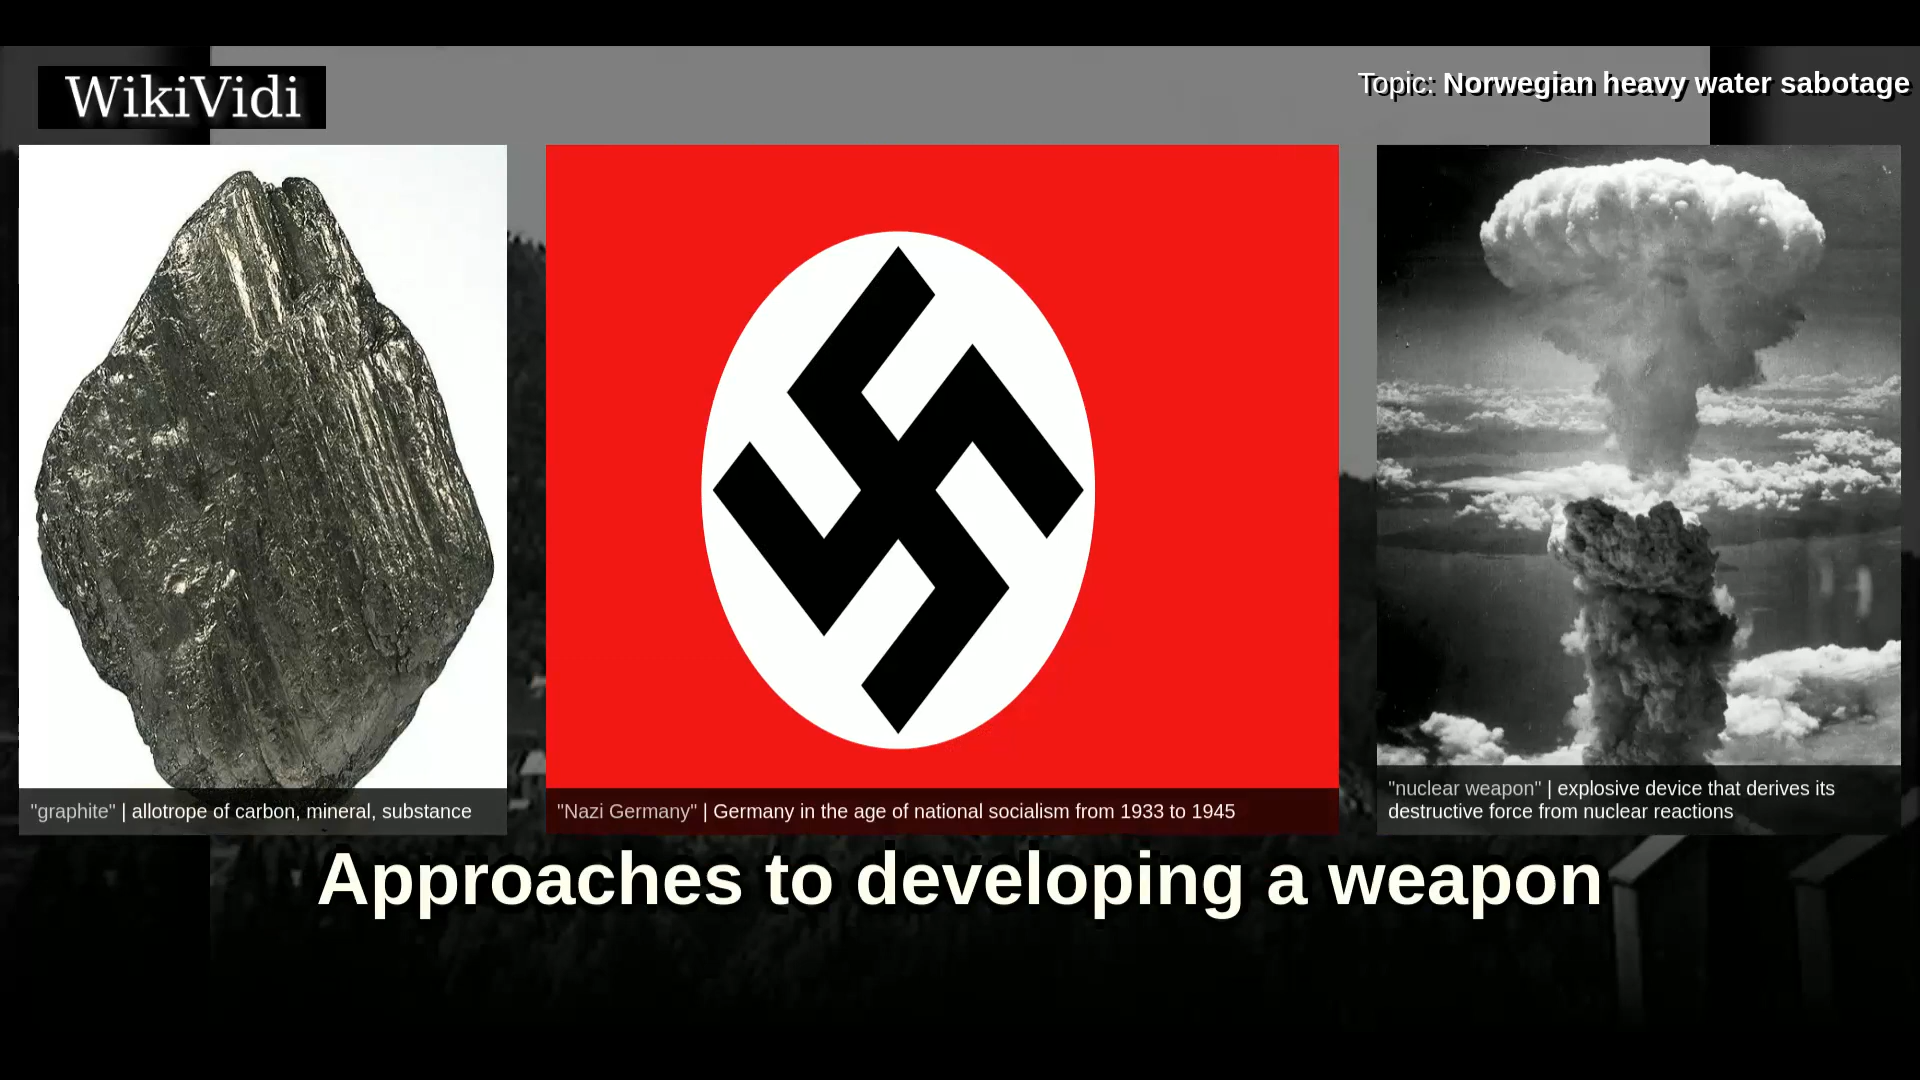 WikiVidi
Topic: Norwegian heavy water sabotage
"graphite" | allotrope of carbon, mineral, substance
"Nazi Germany" | Germany in the age of national socialism from 1933 to 1945
"nuclear weapon" | explosive device that derives its
destructive force from nuclear reactions
Approaches to developing a weapon